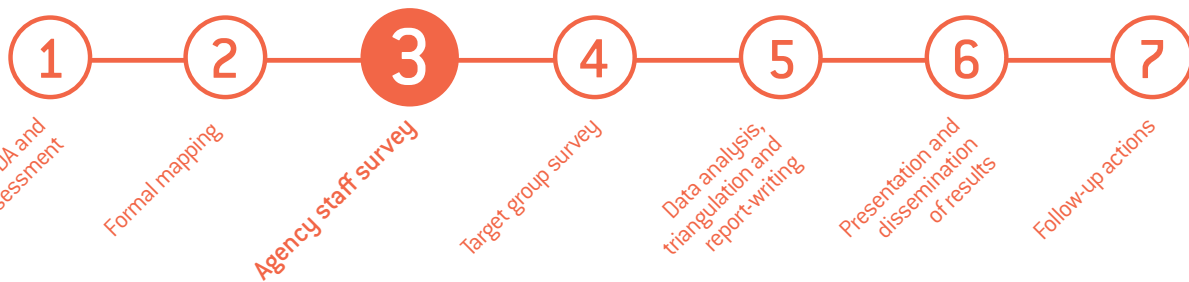 1
2
3
4
5
6
7
and
Formal mapping
Agency staff survey
Target group survey
Data analysis,
triangulation and
report-writing
Presentation and
dissemination
of results
Follow-up actions